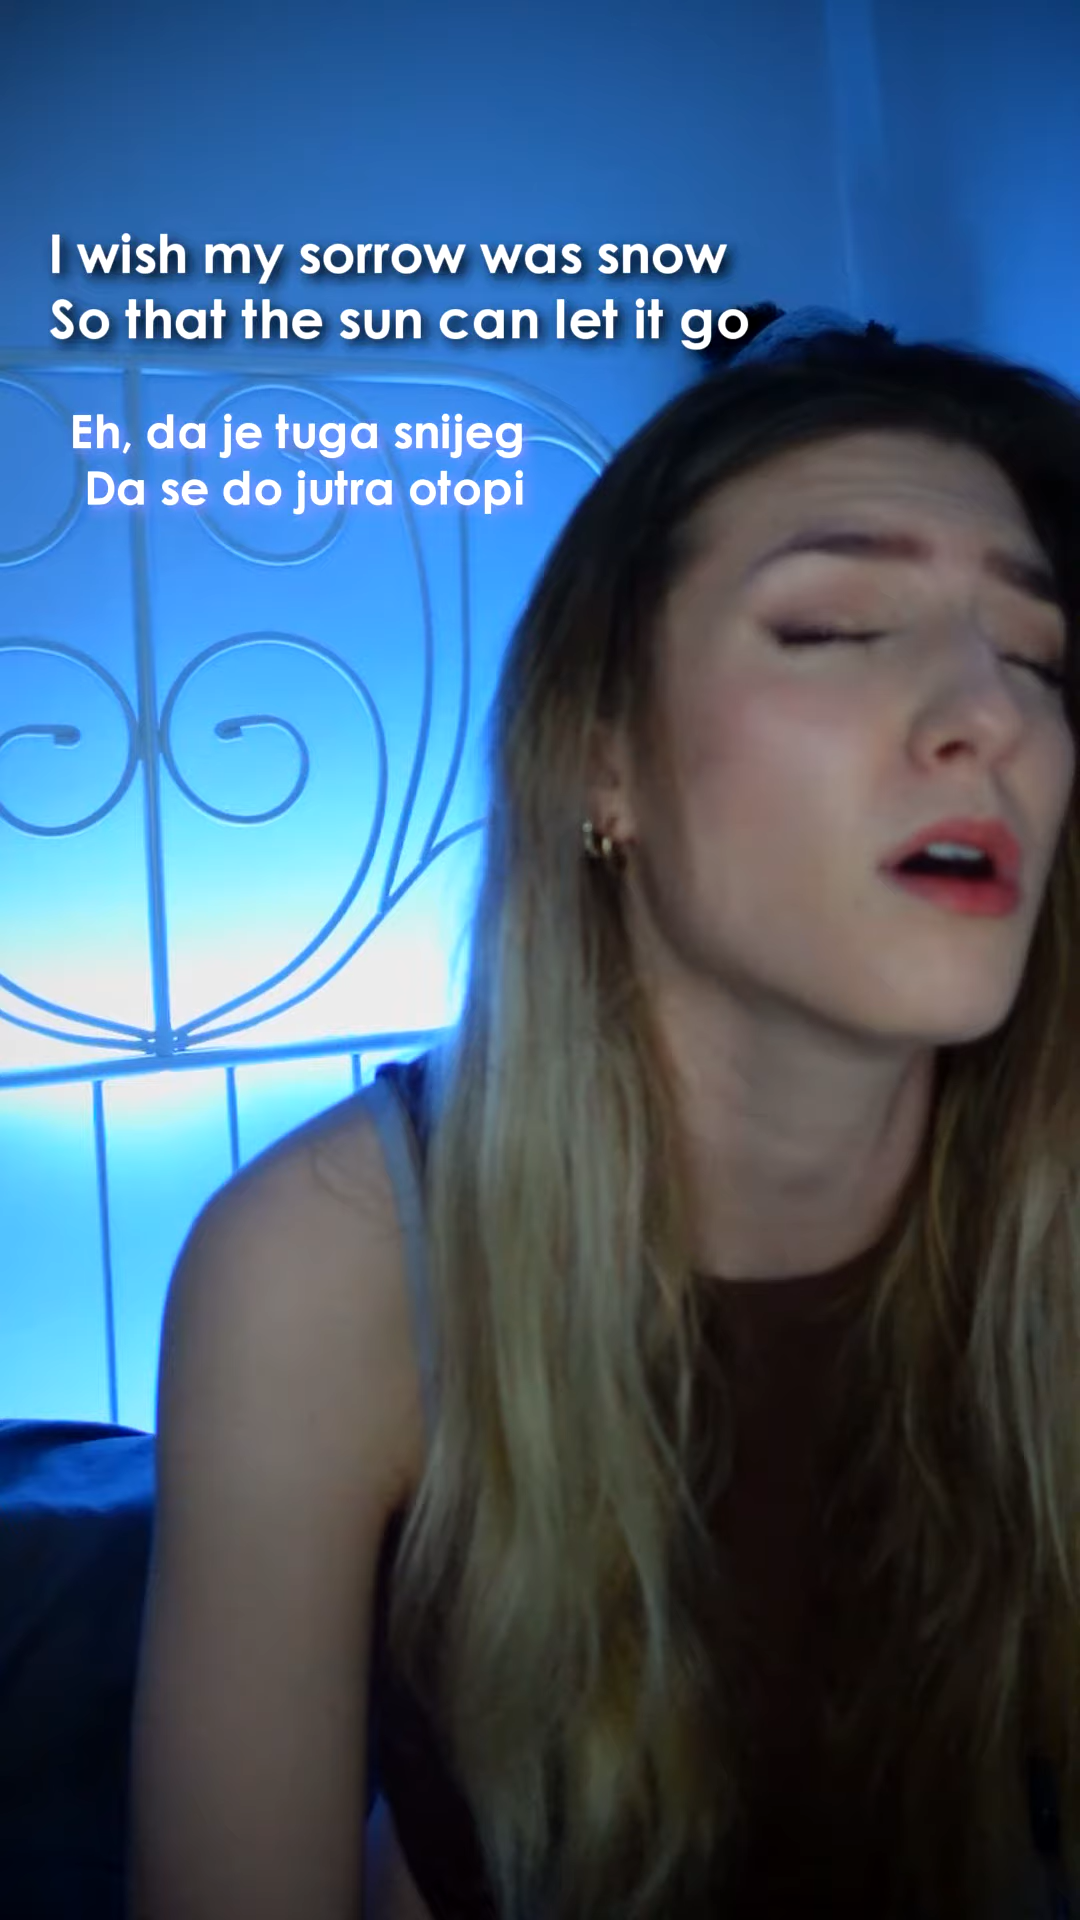 I wish my sorrow was snow
So that the sun can let it go
Eh, da je tuga snijeg
Da se do jutra otopi